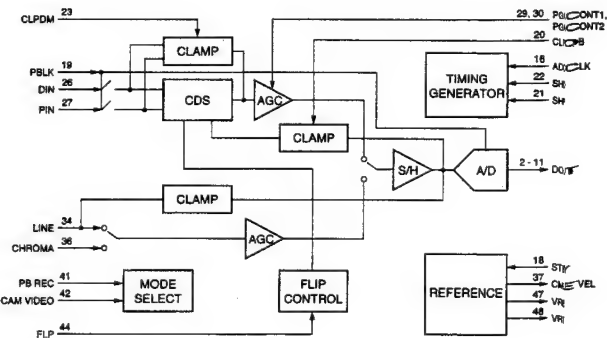 CLPDM 23
29, 30
20
PBLK 19
DIN 26
PIN 27
CLAMP
CDS
AGC
CLAMP
TIMING
GENERATOR
16
22
21
S/H
A/D
2 - 11
LINE 34
CHROMA 36
CLAMP
AGC
PB REC 41
CAM VIDEO 42
MODE
SELECT
FLIP
CONTROL
FLP 44
REFERENCE
18
37
47
48